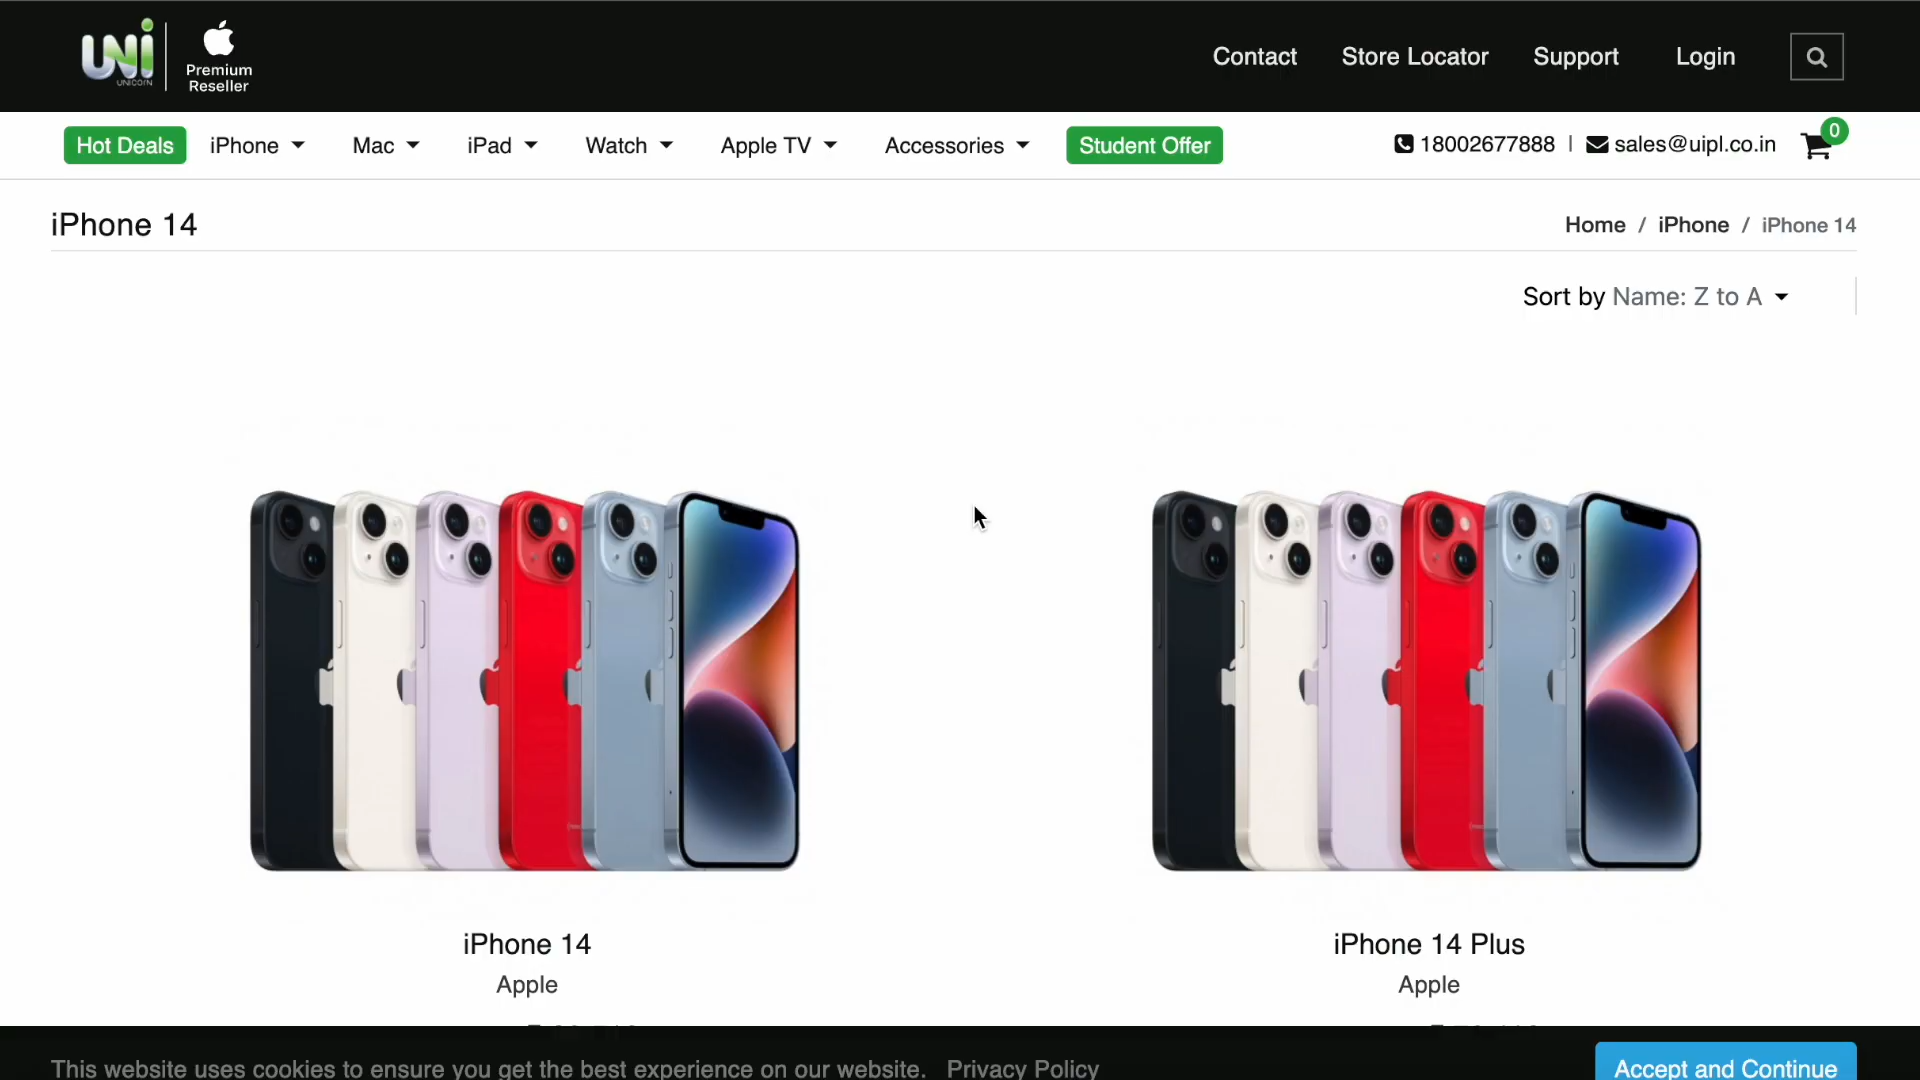 UNi
UNICORN
Premium
Reseller
Contact
Store Locator
Support
Login
Hot Deals
iPhone
Mac
iPad
Watch
Apple TV
Accessories
Student Offer
18002677888
|
sales@uipl.co.in
0
iPhone 14
Home / iPhone / iPhone 14
Sort by Name: Z to A
iPhone 14
Apple
iPhone 14 Plus
Apple
This website uses cookies to ensure you get the best experience on our website. Privacy Policy
Accept and Continue